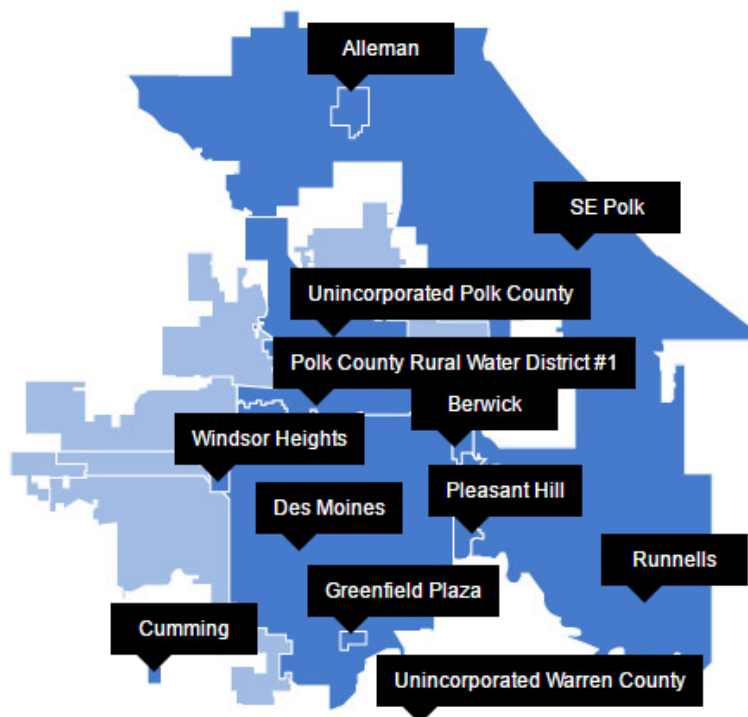 Alleman
SE Polk
Unincorporated Polk County
Polk County Rural Water District #1
Berwick
Windsor Heights
Pleasant Hill
Des Moines
Runnells
Greenfield Plaza
Cumming
Unincorporated Warren County